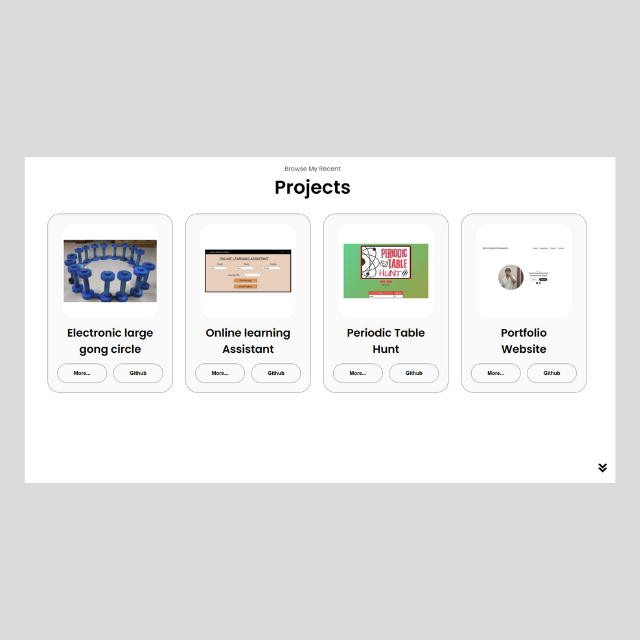 Browse My Recent
Projects
ONLINE LEARNING ASSISTANT
PERIODIC
TABLE
HUNT
Electronic large
gong circle
Online learning
Assistant
Periodic Table
Hunt
Portfolio
Website
More...
Github
More...
Github
More...
Github
More...
Github